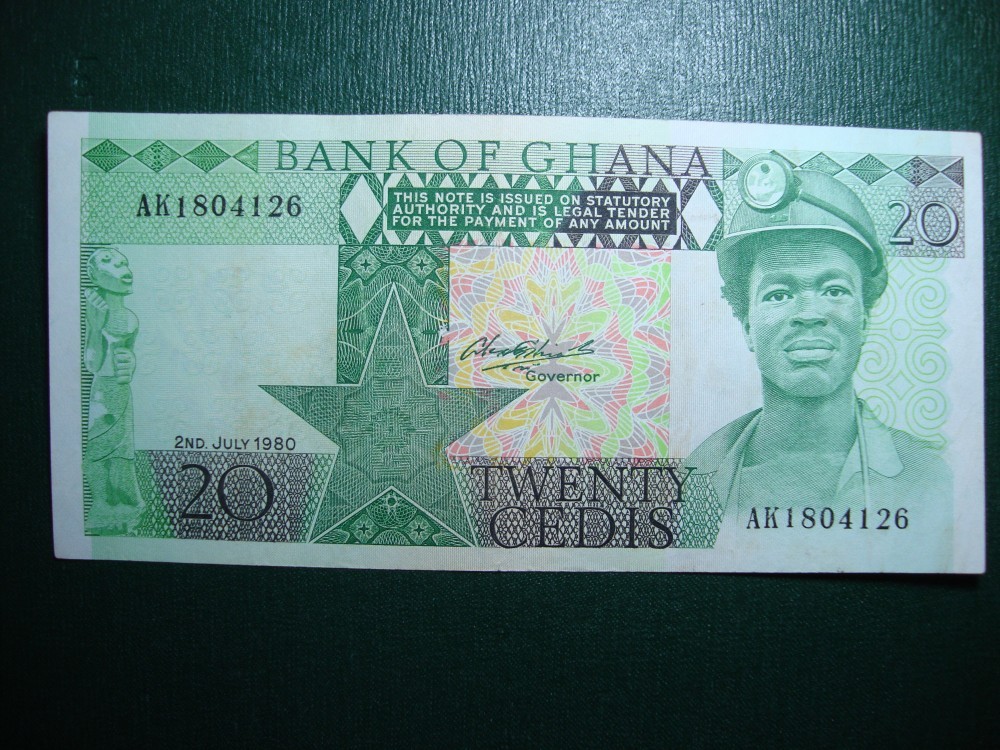 BANK OF GHANA
AK1804126
THIS NOTE IS ISSUED ON STATUTORY
AUTHORITY AND IS LEGAL TENDER
FOR THE PAYMENT OF ANY AMOUNT
20
Governor
2ND. JULY 1980
20
TWENTY
CEDIS
AK1804126